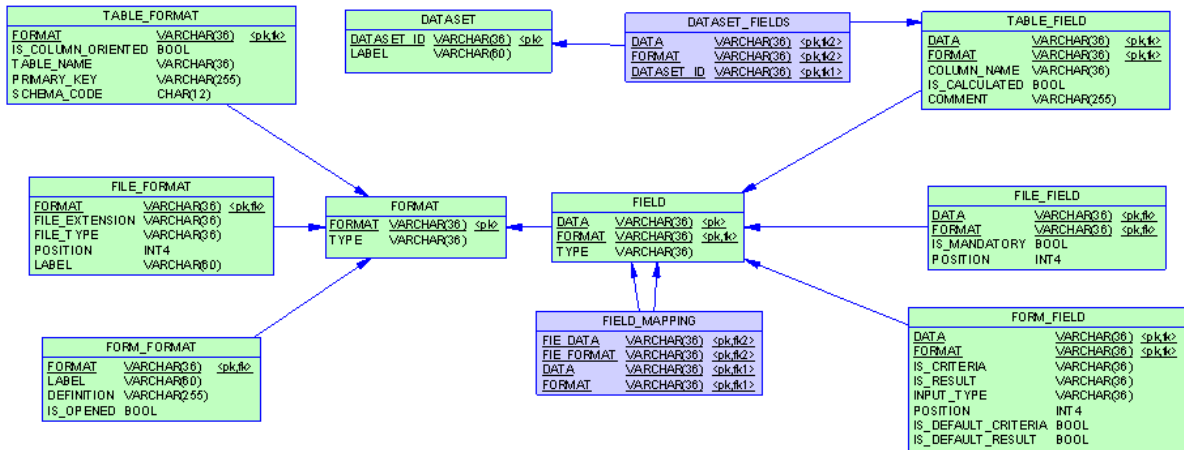 TABLE_FORMAT
FORMAT VARCHAR(36) <pk,fk>
IS_COLUMN_ORIENTED BOOL
TABLE_NAME VARCHAR(36)
PRIMARY_KEY VARCHAR(255)
SCHEMA_CODE CHAR(12)
DATASET
DATASET_ID VARCHAR(36) <pk>
LABEL VARCHAR(60)
DATASET_FIELDS
DATA VARCHAR(36) <pk,fk2>
FORMAT VARCHAR(36) <pk,fk2>
DATASET_ID VARCHAR(36) <pk,fk1>
TABLE_FIELD
DATA VARCHAR(36) <pk,fk>
FORMAT VARCHAR(36) <pk,fk>
COLUMN_NAME VARCHAR(36)
IS_CALCULATED BOOL
COMMENT VARCHAR(255)
FILE_FORMAT
FORMAT VARCHAR(36) <pk,fk>
FILE_EXTENSION VARCHAR(36)
FILE_TYPE VARCHAR(36)
POSITION INT4
LABEL VARCHAR(60)
FORMAT
FORMAT VARCHAR(36) <pk>
TYPE VARCHAR(36)
FIELD
DATA VARCHAR(36) <pk>
FORMAT VARCHAR(36) <pk,fk>
TYPE VARCHAR(36)
FILE_FIELD
DATA VARCHAR(36) <pk,fk>
FORMAT VARCHAR(36) <pk,fk>
IS_MANDATORY BOOL
POSITION INT4
FORM_FORMAT
FORMAT VARCHAR(36) <pk,fk>
LABEL VARCHAR(60)
DEFINITION VARCHAR(255)
IS_OPENED BOOL
FIELD_MAPPING
FIE_DATA VARCHAR(36) <pk,fk2>
FIE_FORMAT VARCHAR(36) <pk,fk2>
DATA VARCHAR(36) <pk,fk1>
FORMAT VARCHAR(36) <pk,fk1>
FORM_FIELD
DATA VARCHAR(36) <pk,fk>
FORMAT VARCHAR(36) <pk,fk>
IS_CRITERIA VARCHAR(36)
IS_RESULT VARCHAR(36)
INPUT_TYPE VARCHAR(36)
POSITION INT4
IS_DEFAULT_CRITERIA BOOL
IS_DEFAULT_RESULT BOOL